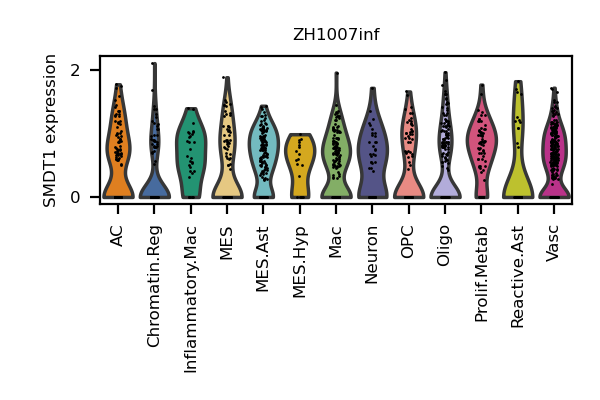 ZH1007inf
SMDT1 expression
2
0
AC
Chromatin.Reg
Inflammatory.Mac
MES
MES.Ast
MES.Hyp
Mac
Neuron
OPC
Oligo
Prolif.Metab
Reactive.Ast
Vasc